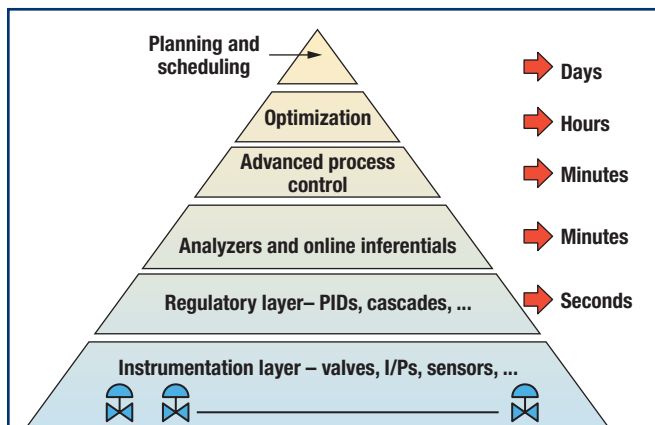 Planning and
scheduling
Days
Optimization
Hours
Advanced process
control
Minutes
Analyzers and online inferentials
Minutes
Regulatory layer– PIDs, cascades, ...
Seconds
Instrumentation layer – valves, I/Ps, sensors, ...